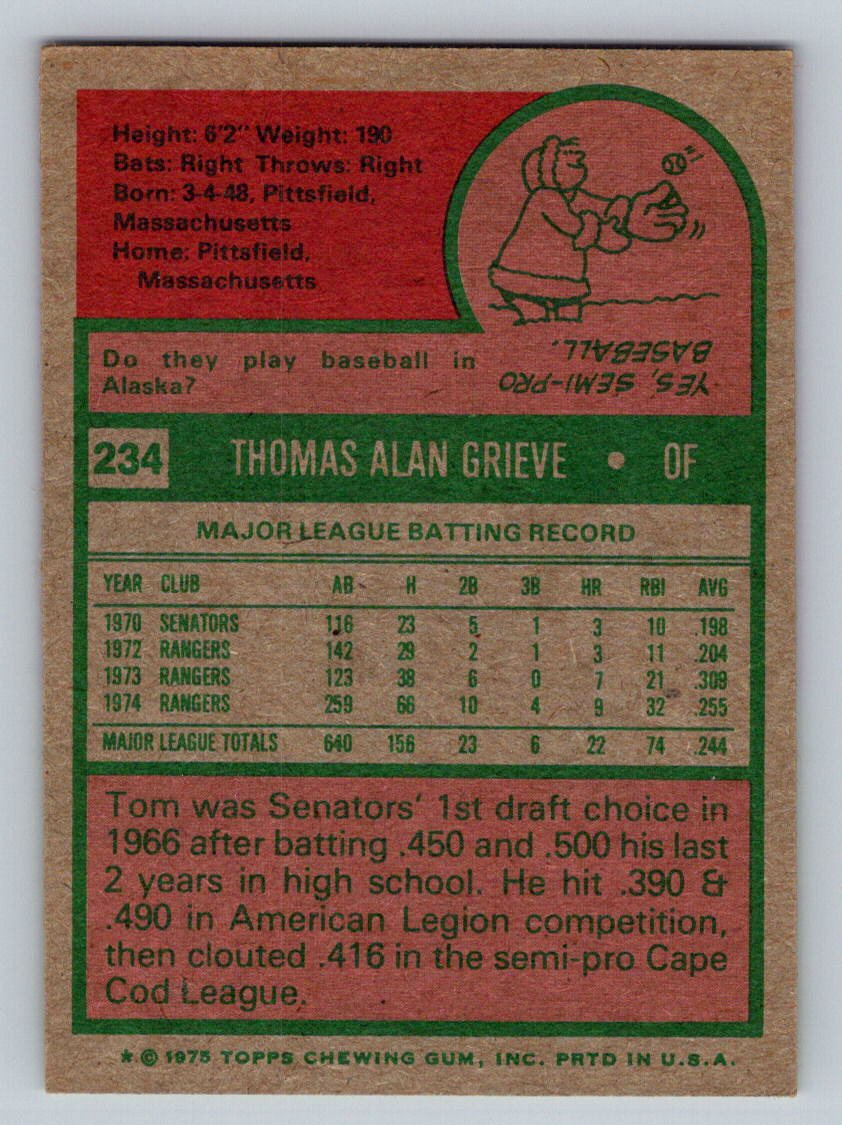 Height: 6'2" Weight: 190
Bats: Right Throws: Right
Born: 3-4-48, Pittsfield,
Massachusetts
Home: Pittsfield,
Massachusetts
Do they play baseball in
Alaska?
YES, SEMI-PRO
BASEBALL.
234 THOMAS ALAN GRIEVE • OF
MAJOR LEAGUE BATTING RECORD
YEAR CLUB AB H 2B 3B HR RBI AVG
1970 SENATORS 116 23 5 1 3 10 .198
1972 RANGERS 142 29 2 1 3 11 .204
1973 RANGERS 123 38 6 0 7 21 .309
1974 RANGERS 259 66 10 4 9 32 .255
MAJOR LEAGUE TOTALS 640 156 23 6 22 74 .244
Tom was Senators' 1st draft choice in
1966 after batting .450 and .500 his last
2 years in high school. He hit .390 &
.490 in American Legion competition,
then clouted .416 in the semi-pro Cape
Cod League.
* © 1975 TOPPS CHEWING GUM, INC. PRTD IN U.S.A.